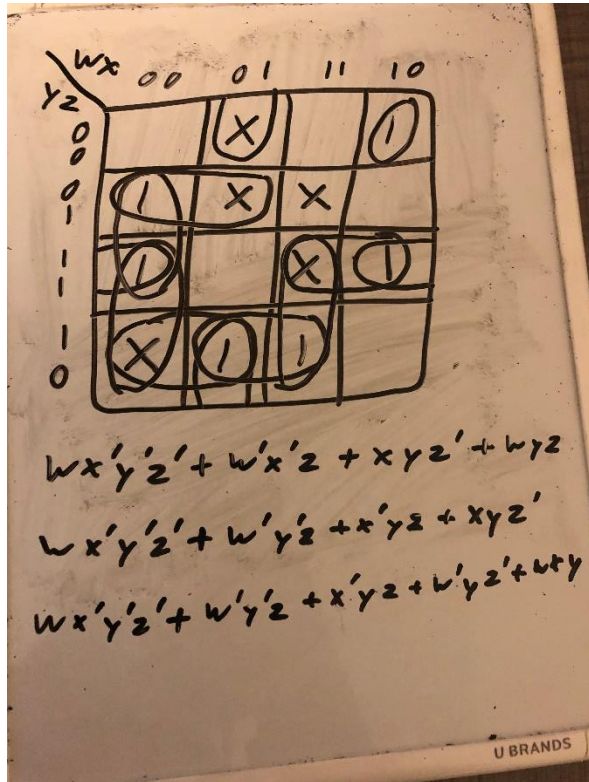 wx
yz
00 01 11 10
00 X 1
01 1 X X
11 1 X 1
10 X 1 1
wx'y'z' + w'x'z + xyz' + wyz
wx'y'z' + w'y'z + x'yz + xyz'
wx'y'z' + w'y'z + x'yz + w'yz' + wxy
U BRANDS